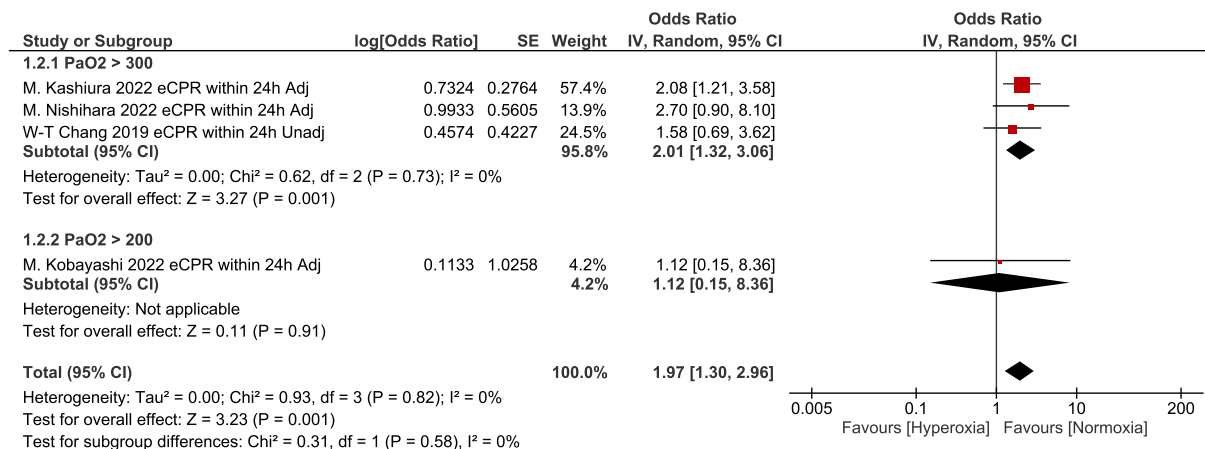 Odds Ratio Odds Ratio
Study or Subgroup log[Odds Ratio] SE Weight IV, Random, 95% CI IV, Random, 95% CI
1.2.1 PaO2 > 300
M. Kashiura 2022 eCPR within 24h Adj 0.7324 0.2764 57.4% 2.08 [1.21, 3.58]
M. Nishihara 2022 eCPR within 24h Adj 0.9933 0.5605 13.9% 2.70 [0.90, 8.10]
W-T Chang 2019 eCPR within 24h Unadj 0.4574 0.4227 24.5% 1.58 [0.69, 3.62]
Subtotal (95% CI) 95.8% 2.01 [1.32, 3.06]
Heterogeneity: Tau² = 0.00; Chi² = 0.62, df = 2 (P = 0.73); I² = 0%
Test for overall effect: Z = 3.27 (P = 0.001)
1.2.2 PaO2 > 200
M. Kobayashi 2022 eCPR within 24h Adj 0.1133 1.0258 4.2% 1.12 [0.15, 8.36]
Subtotal (95% CI) 4.2% 1.12 [0.15, 8.36]
Heterogeneity: Not applicable
Test for overall effect: Z = 0.11 (P = 0.91)
Total (95% CI) 100.0% 1.97 [1.30, 2.96]
Heterogeneity: Tau² = 0.00; Chi² = 0.93, df = 3 (P = 0.82); I² = 0%
Test for overall effect: Z = 3.23 (P = 0.001)
Test for subgroup differences: Chi² = 0.31, df = 1 (P = 0.58), I² = 0%
0.005 0.1 1 10 200
Favours [Hyperoxia] Favours [Normoxia]